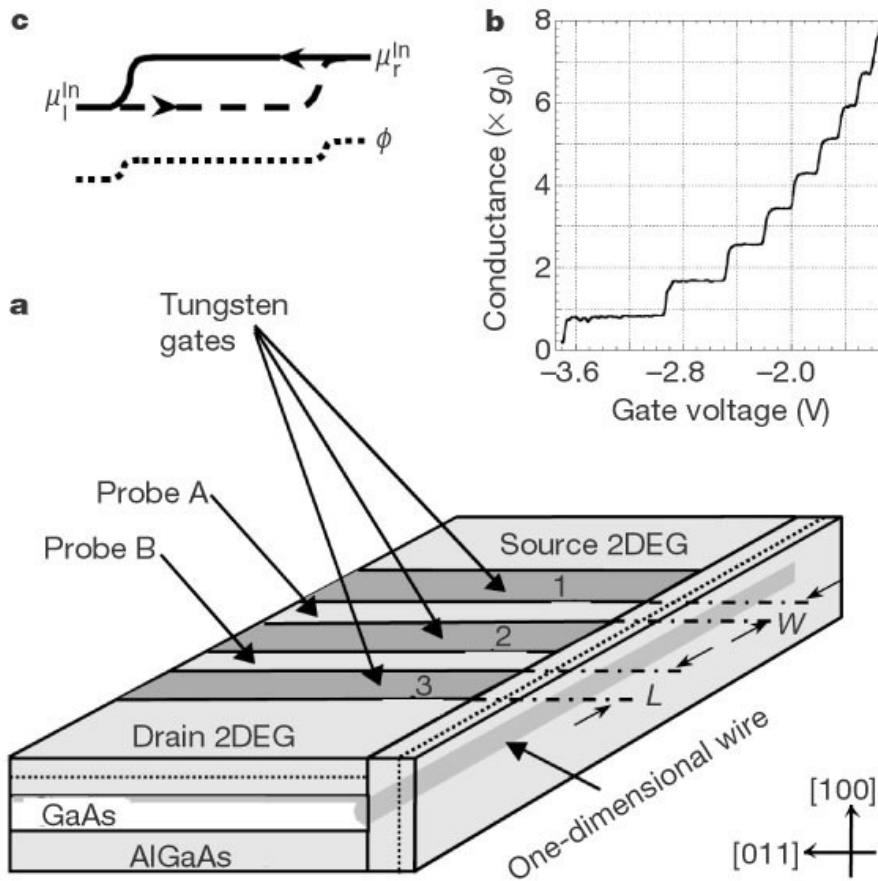 c
μ_l^In
μ_r^In
ϕ
b
8
6
4
2
0
Conductance (× g₀)
−3.6
−2.8
−2.0
Gate voltage (V)
a
Tungsten
gates
Probe A
Probe B
Source 2DEG
1
2
3
W
L
Drain 2DEG
GaAs
AlGaAs
One-dimensional wire
[100]
[011]